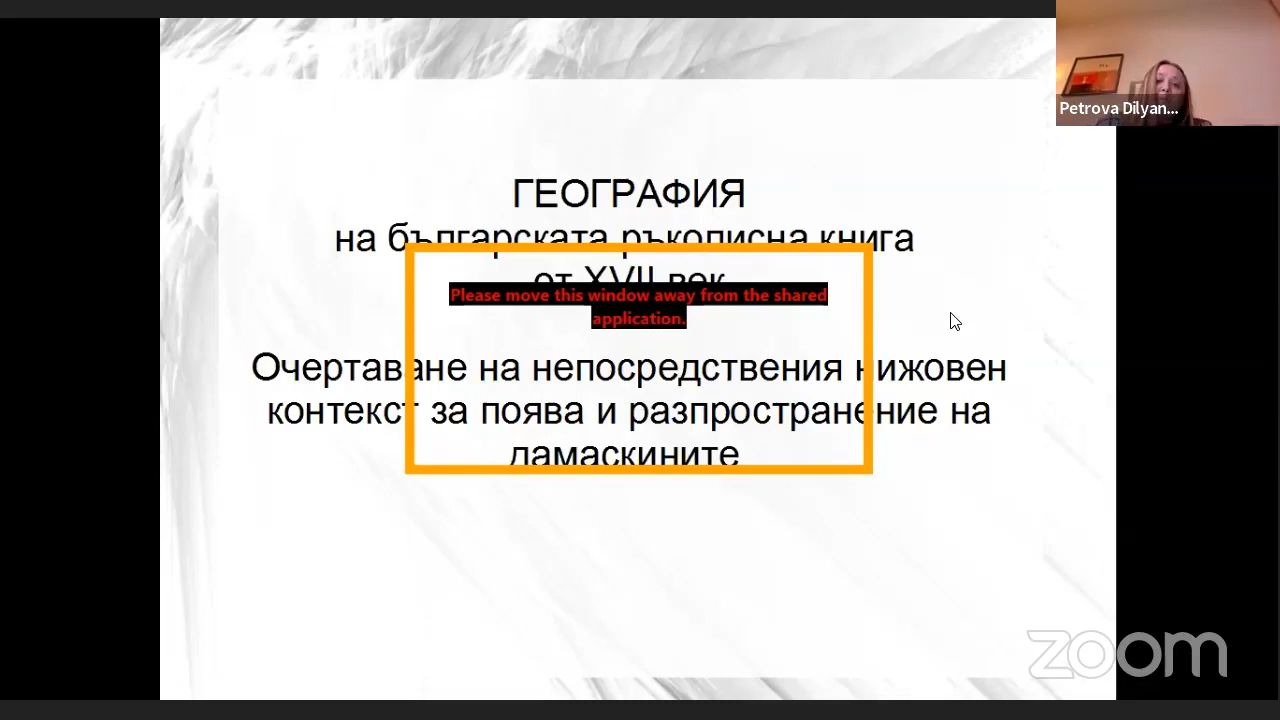 Petrova Dilyan...
ГЕОГРАФИЯ
на българската ръкописна книга
от XVII век
Please move this window away from the shared
application.
Очертаване на непосредствения книжовен
контекст за поява и разпространение на
дамаскините
zoom